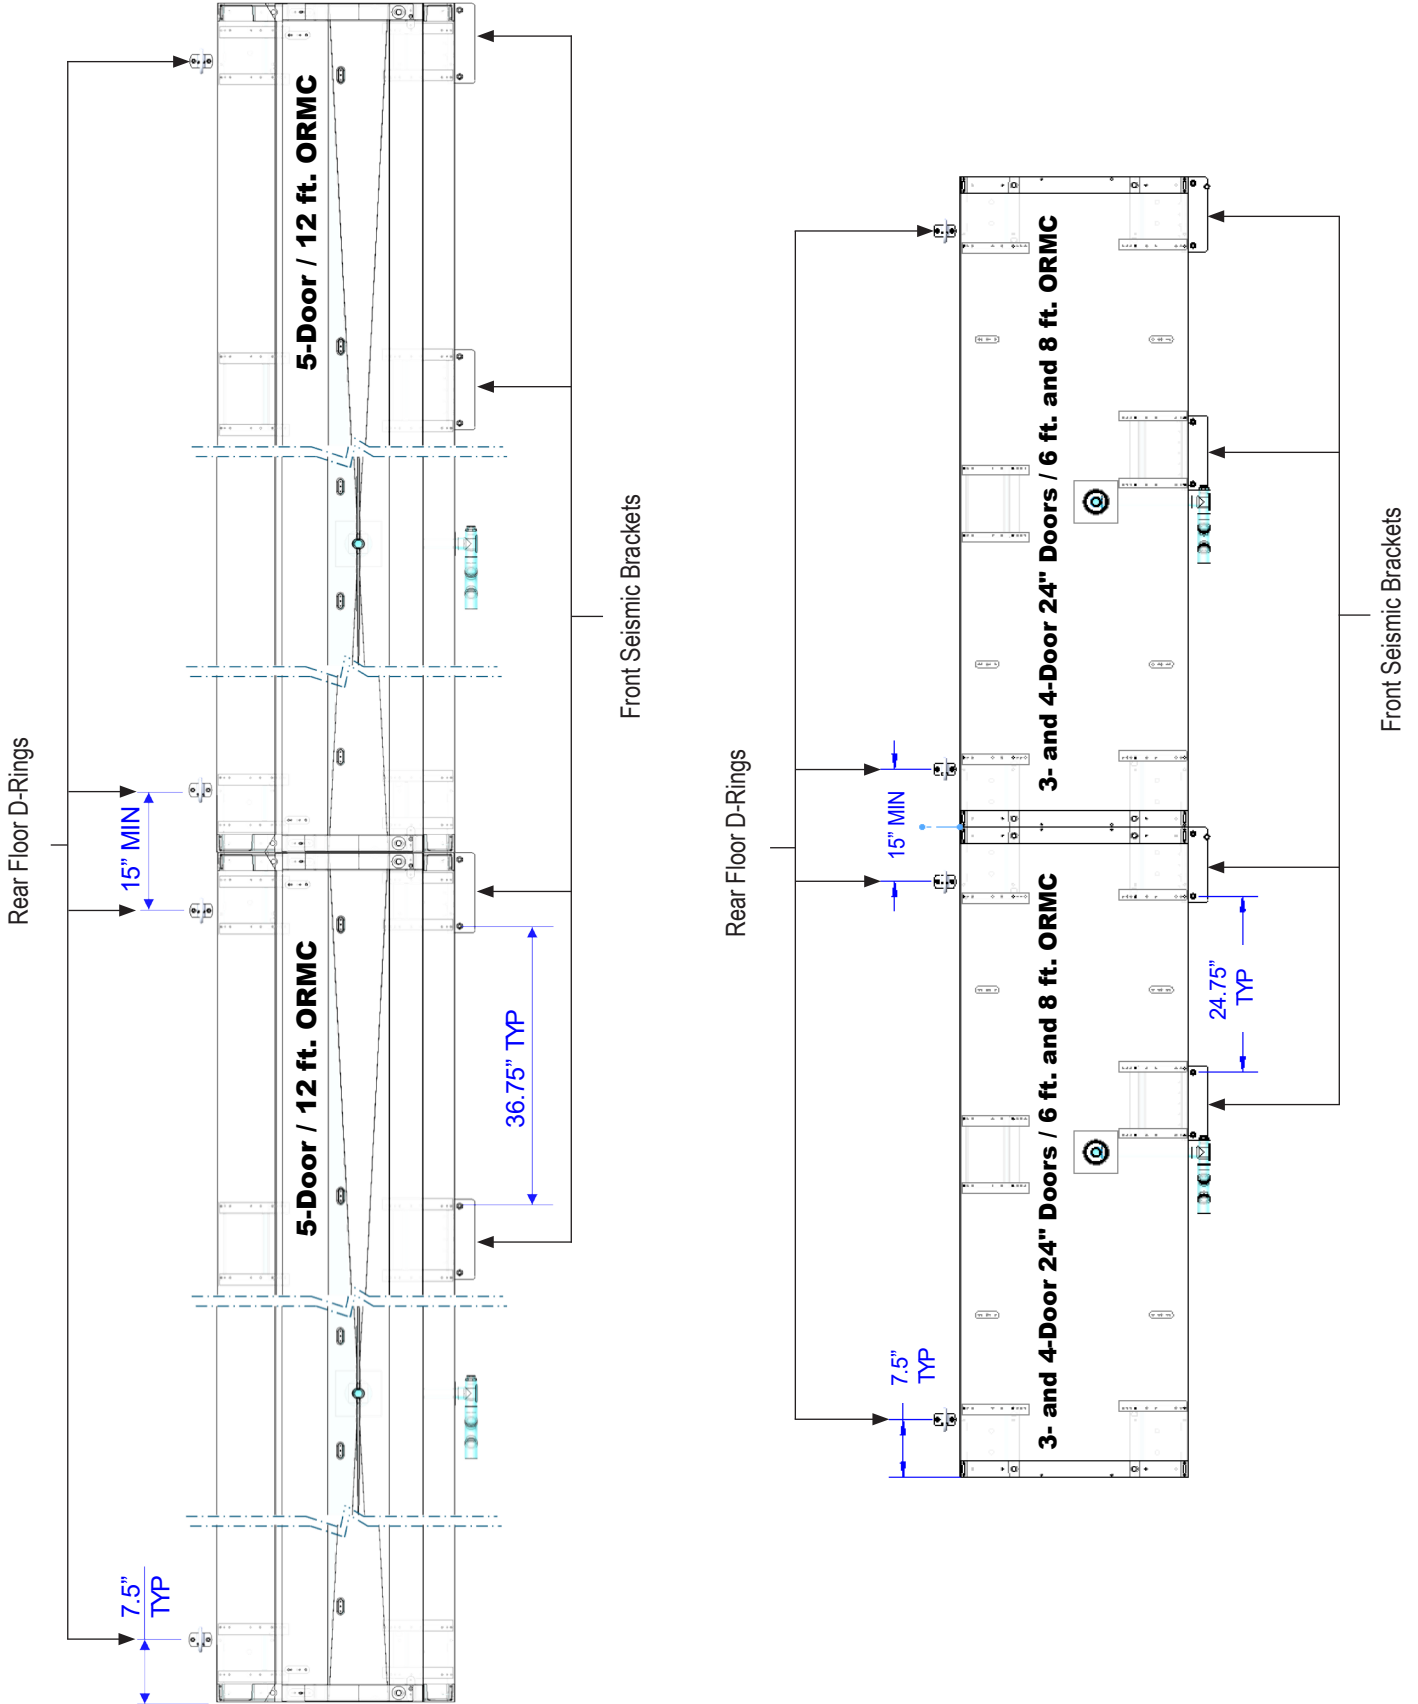 Rear Floor D-Rings
7.5”
TYP
15” MIN
5-Door / 12 ft. ORMC
5-Door / 12 ft. ORMC
36.75” TYP
Front Seismic Brackets
Rear Floor D-Rings
7.5”
TYP
15” MIN
3- and 4-Door 24" Doors / 6 ft. and 8 ft. ORMC
3- and 4-Door 24" Doors / 6 ft. and 8 ft. ORMC
24.75”
TYP
Front Seismic Brackets